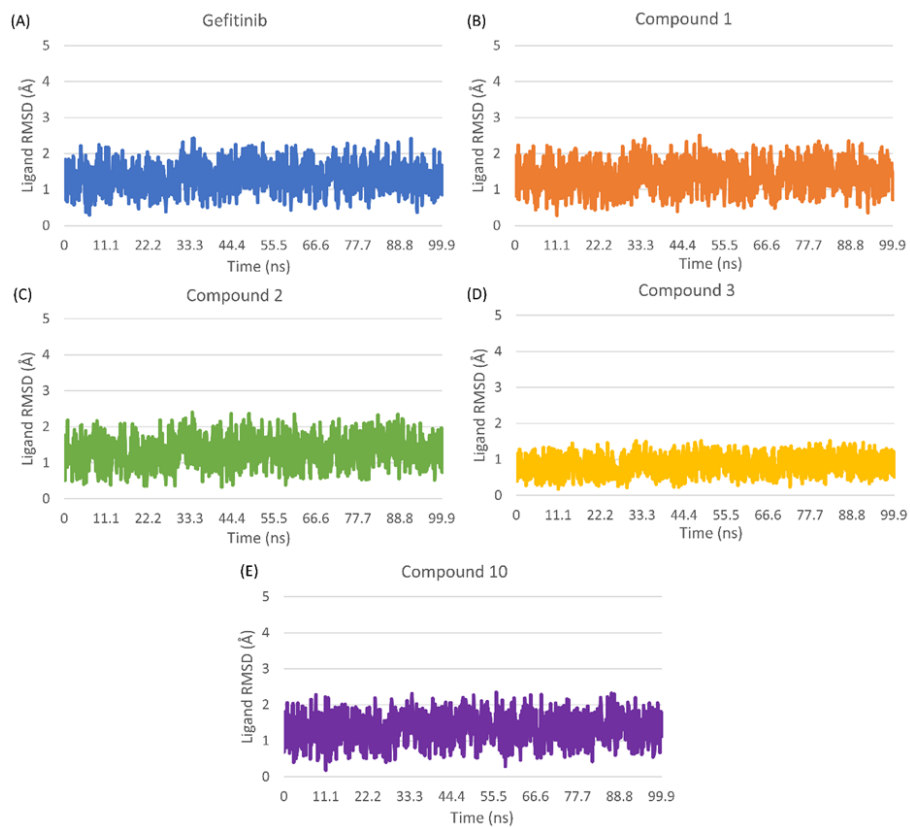 (A) Gefitinib
5
4
3
2
1
0
Ligand RMSD (Å)
0 11.1 22.2 33.3 44.4 55.5 66.6 77.7 88.8 99.9
Time (ns)
(B) Compound 1
5
4
3
2
1
0
Ligand RMSD (Å)
0 11.1 22.2 33.3 44.4 55.5 66.6 77.7 88.8 99.9
Time (ns)
(C) Compound 2
5
4
3
2
1
0
Ligand RMSD (Å)
0 11.1 22.2 33.3 44.4 55.5 66.6 77.7 88.8 99.9
Time (ns)
(D) Compound 3
5
4
3
2
1
0
Ligand RMSD (Å)
0 11.1 22.2 33.3 44.4 55.5 66.6 77.7 88.8 99.9
Time (ns)
(E) Compound 10
5
4
3
2
1
0
Ligand RMSD (Å)
0 11.1 22.2 33.3 44.4 55.5 66.6 77.7 88.8 99.9
Time (ns)